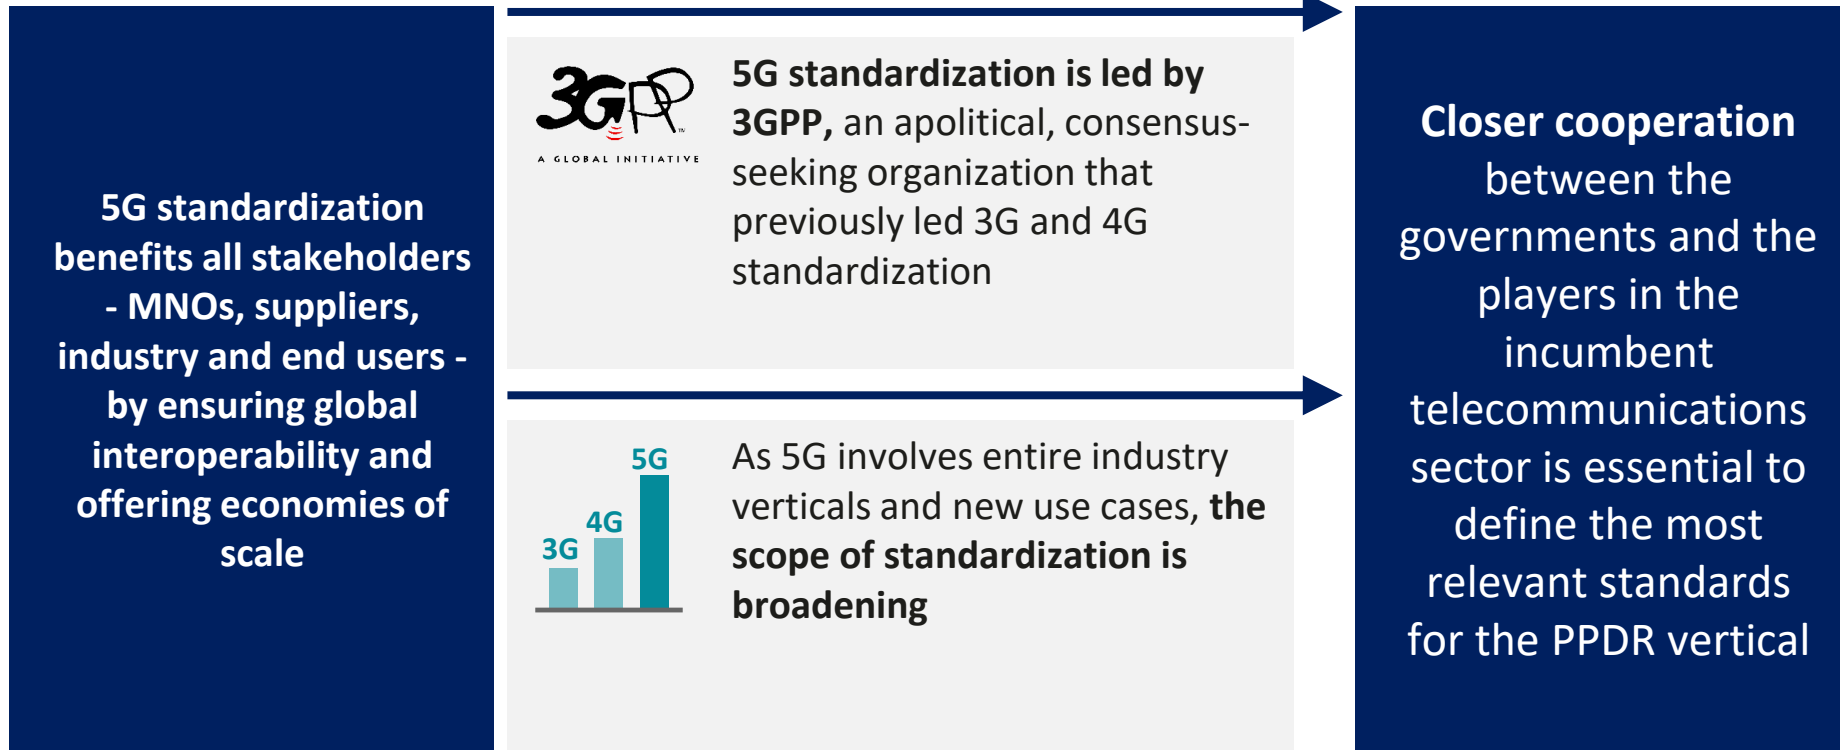 5G standardization
benefits all stakeholders
- MNOs, suppliers,
industry and end users -
by ensuring global
interoperability and
offering economies of
scale
3GPP
TM
A GLOBAL INITIATIVE
5G standardization is led by
3GPP, an apolitical, consensus-
seeking organization that
previously led 3G and 4G
standardization
3G
4G
5G
As 5G involves entire industry
verticals and new use cases, the
scope of standardization is
broadening
Closer cooperation
between the
governments and the
players in the
incumbent
telecommunications
sector is essential to
define the most
relevant standards
for the PPDR vertical